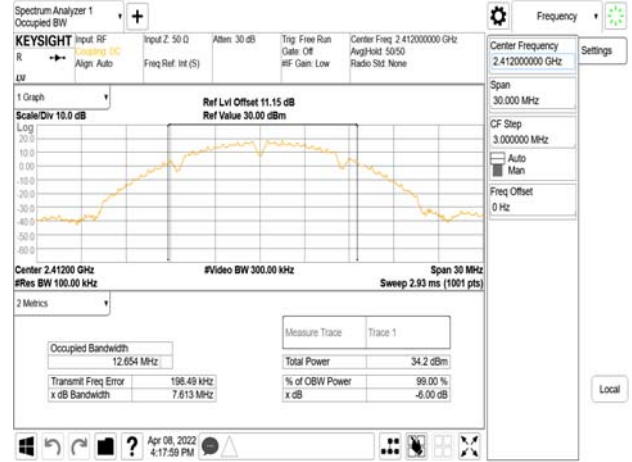 Spectrum Analyzer 1
Occupied BW
Frequency
KEYSIGHT
R
LVI
Input: RF
Coupling: DC
Align: Auto
Input Z: 50 Ω
Freq Ref: Int (S)
Atten: 30 dB
Trig: Free Run
Gate: Off
#IF Gain: Low
Center Freq: 2.412000000 GHz
Avg|Hold: 50/50
Radio Std: None
Center Frequency
2.412000000 GHz
Settings
Span
30.000 MHz
CF Step
3.000000 MHz
Auto
Man
Freq Offset
0 Hz
Local
1 Graph
Scale/Div 10.0 dB
Ref Lvl Offset 11.15 dB
Ref Value 30.00 dBm
Log
20.0
10.0
0.00
-10.0
-20.0
-30.0
-40.0
-50.0
-60.0
Center 2.41200 GHz
#Res BW 100.00 kHz
#Video BW 300.00 kHz
Span 30 MHz
Sweep 2.93 ms (1001 pts)
2 Metrics
Measure Trace
Trace 1
Occupied Bandwidth
12.654 MHz
Total Power
34.2 dBm
Transmit Freq Error
198.49 kHz
% of OBW Power
99.00 %
x dB Bandwidth
7.613 MHz
x dB
-6.00 dB
?
Apr 08, 2022
4:17:59 PM